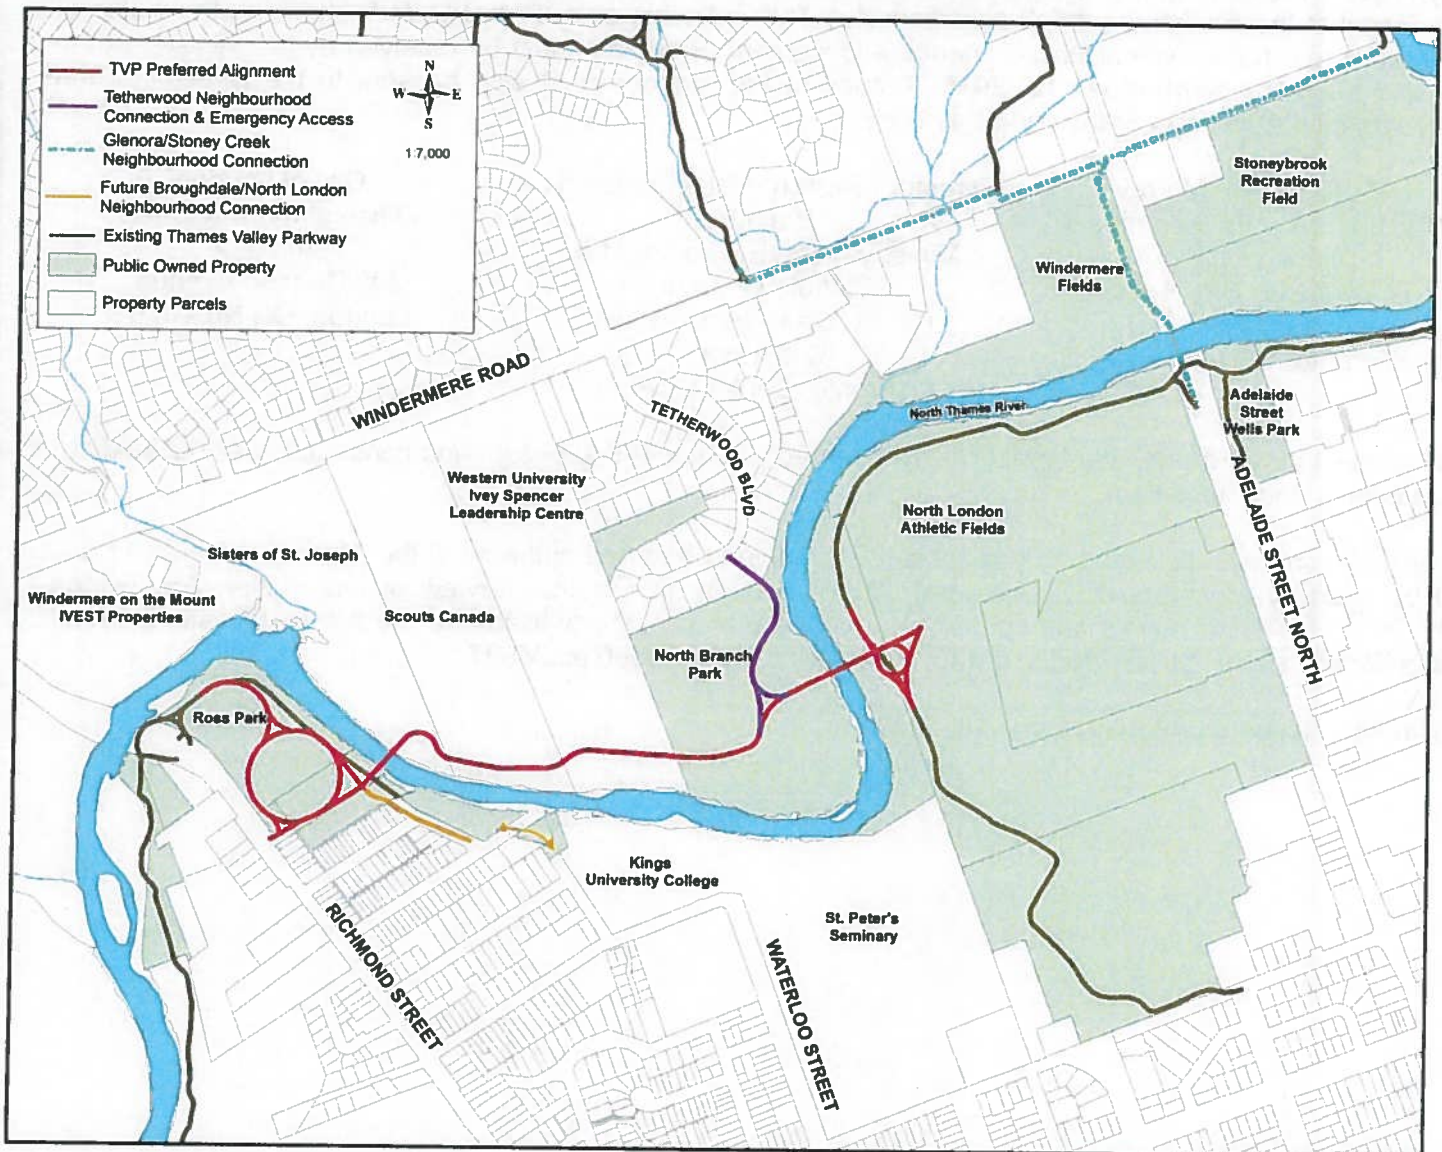 TVP Preferred Alignment
Tetherwood Neighbourhood
Connection & Emergency Access
Glenora/Stoney Creek
Neighbourhood Connection
Future Broughdale/North London
Neighbourhood Connection
Existing Thames Valley Parkway
Public Owned Property
Property Parcels
N
W E
S
1:7,000
Stoneybrook
Recreation
Field
Windermere
Fields
WINDERMERE ROAD
TETHERWOOD BLVD
North Thames River
Adelaide
Street
Wells Park
ADELAIDE STREET NORTH
Western University
Ivey Spencer
Leadership Centre
North London
Athletic Fields
Sisters of St. Joseph
Windermere on the Mount
IVEST Properties
Scouts Canada
North Branch
Park
Ross Park
Kings
University College
St. Peter's
Seminary
RICHMOND STREET
WATERLOO STREET